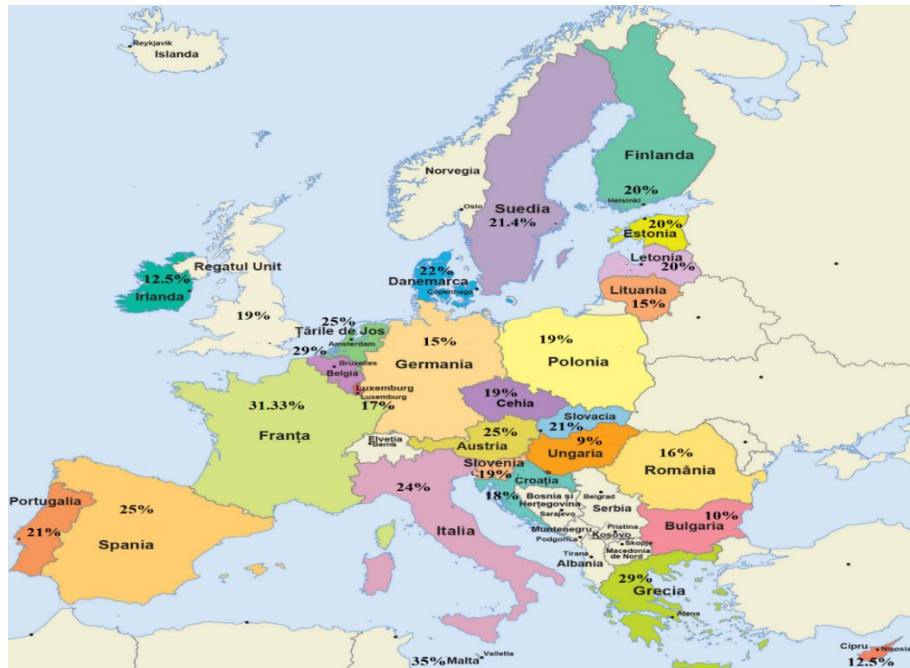 Reykjavik
Islanda
Finlanda
20%
Helsinki
Norvegia
Oslo
Suedia
21.4%
20%
Estonia
Letonia
20%
Lituania
15%
Regatul Unit
19%
12.5%
Irlanda
22%
Danemarca
Copenhaga
25%
Țările de Jos
Amsterdam
29%
Bruxelles
Belgia
Luxemburg
Luxemburg
17%
15%
Germania
19%
Polonia
19%
Cehia
Slovacia
21%
31.33%
Franța
Elveția
Berna
25%
Austria
9%
Ungaria
16%
România
Slovenia
19%
Croația
18%
24%
Italia
Bosnia și
Herțegovina
Sarajevo
Belgrad
Serbia
10%
Bulgaria
Muntenegru
Podgorica
Pristina
Kosovo
Skopje
Macedonia
de Nord
Tirana
Albania
29%
Grecia
Atena
Portugalia
21%
25%
Spania
35%
Valletta
Malta
Cipru
Nicosia
12.5%